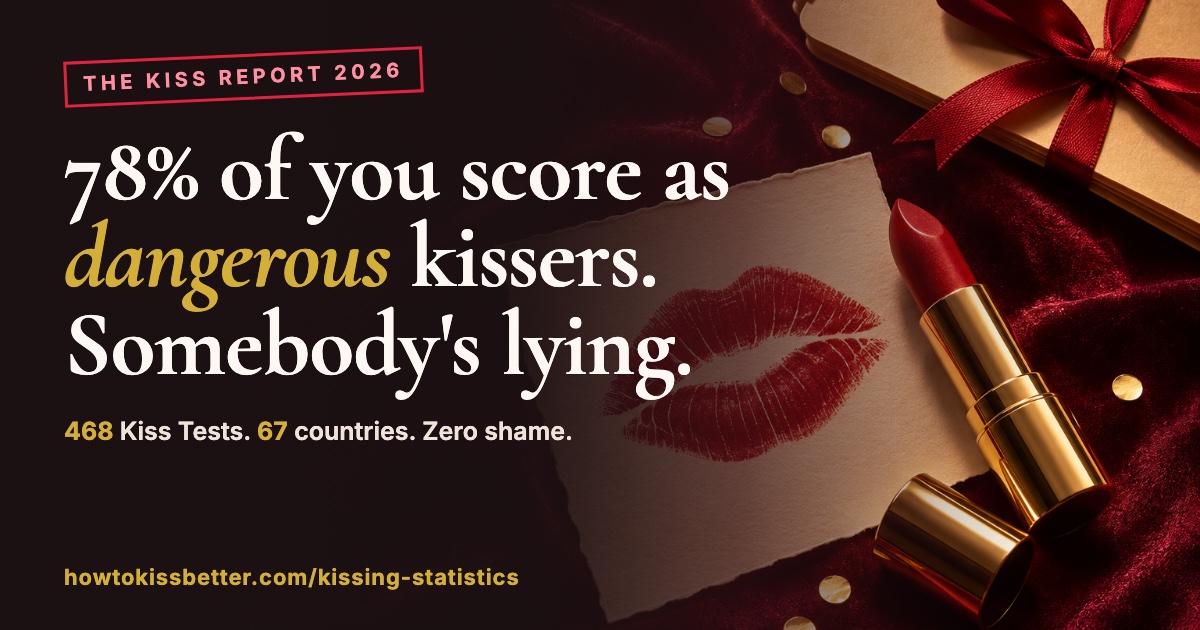 THE KISS REPORT 2026
78% of you score as
dangerous kissers.
Somebody's lying.
468 Kiss Tests. 67 countries. Zero shame.
howtokissbetter.com/kissing-statistics